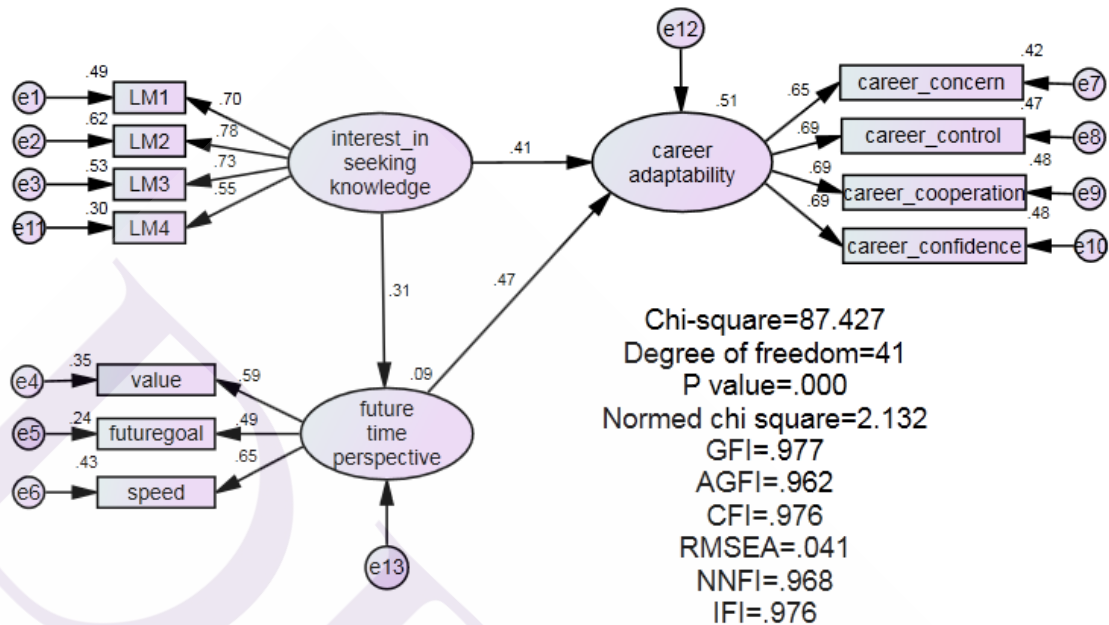 e12
.42
.49
.65
career_concern
e7
e1
LM1
.70
.51
.47
.62
.69
career_control
e8
e2
LM2
.78
interest_in
seeking
knowledge
.41
career
adaptability
.53
.73
.69
.48
e3
LM3
career_cooperation
e9
.30
.55
.69
.48
e11
LM4
career_confidence
e10
.31
.47
Chi-square=87.427
Degree of freedom=41
P value=.000
Normed chi square=2.132
GFI=.977
AGFI=.962
CFI=.976
RMSEA=.041
NNFI=.968
IFI=.976
.35
.09
e4
value
.59
.24
future
time
perspective
e5
futuregoal
.49
.43
.65
e6
speed
e13